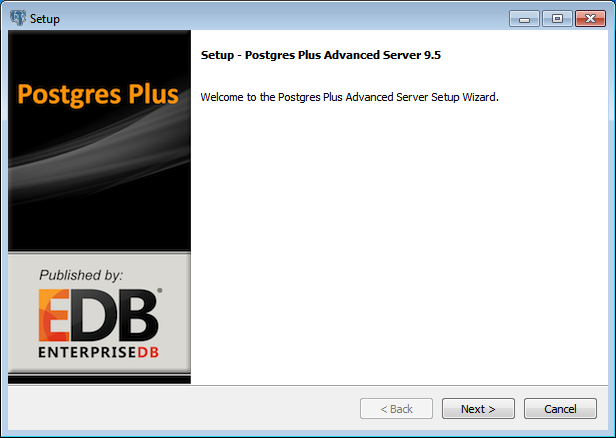 Setup
Setup - Postgres Plus Advanced Server 9.5
Postgres Plus
Welcome to the Postgres Plus Advanced Server Setup Wizard.
Published by:
EDB®
ENTERPRISEDB
< Back
Next >
Cancel